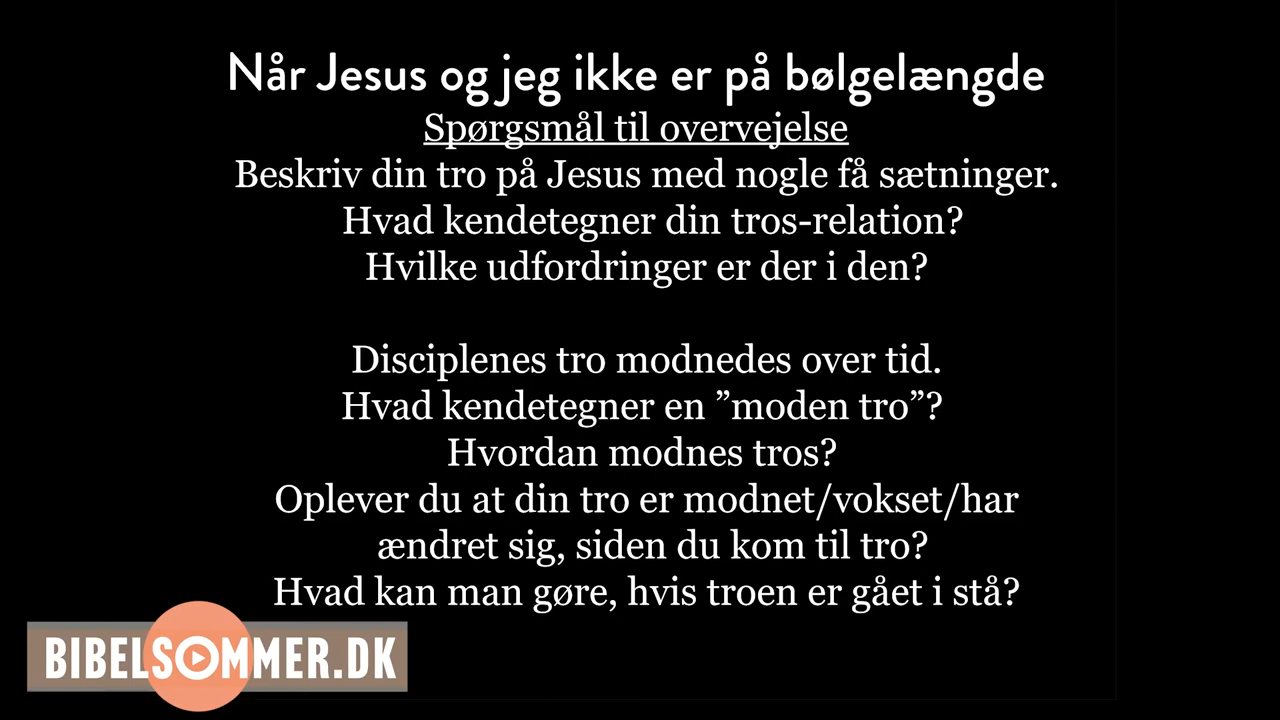 Når Jesus og jeg ikke er på bølgelængde
Spørgsmål til overvejelse
Beskriv din tro på Jesus med nogle få sætninger.
Hvad kendetegner din tros-relation?
Hvilke udfordringer er der i den?
Disciplenes tro modnedes over tid.
Hvad kendetegner en ”moden tro”?
Hvordan modnes tros?
Oplever du at din tro er modnet/vokset/har
ændret sig, siden du kom til tro?
Hvad kan man gøre, hvis troen er gået i stå?
BIBELSOMMER.DK